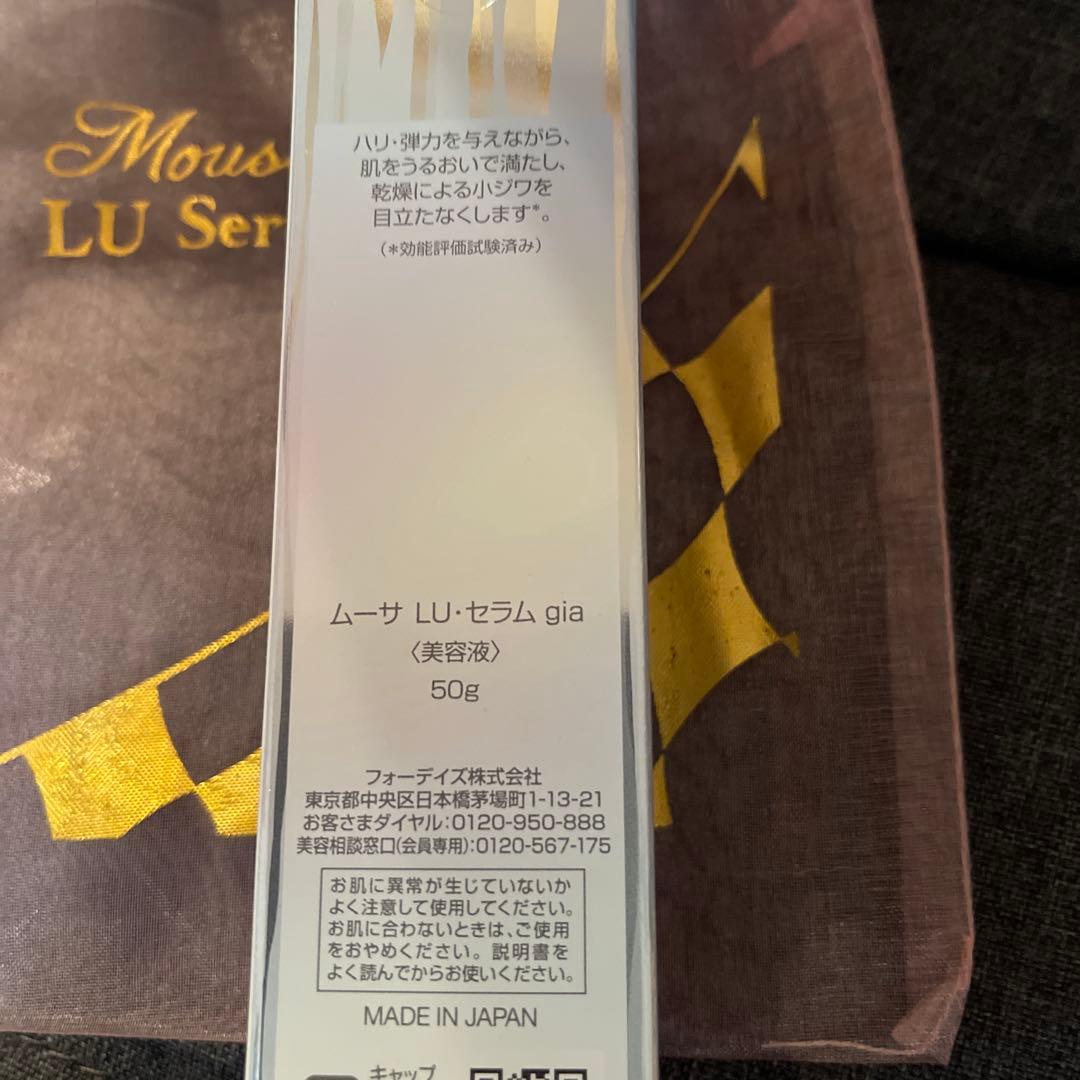 Mous
LU Ser
ハリ・弾力を与えながら、
肌をうるおいで満たし、
乾燥による小ジワを
目立たなくします*。
(*効能評価試験済み)
ムーサ LU・セラム gia
〈美容液〉
50g
フォーデイズ株式会社
東京都中央区日本橋茅場町1-13-21
お客さまダイヤル:0120-950-888
美容相談窓口(会員専用):0120-567-175
お肌に異常が生じていないか
よく注意して使用してください。
お肌に合わないときは、ご使用
をおやめください。説明書を
よく読んでからお使いください。
MADE IN JAPAN
キャップ